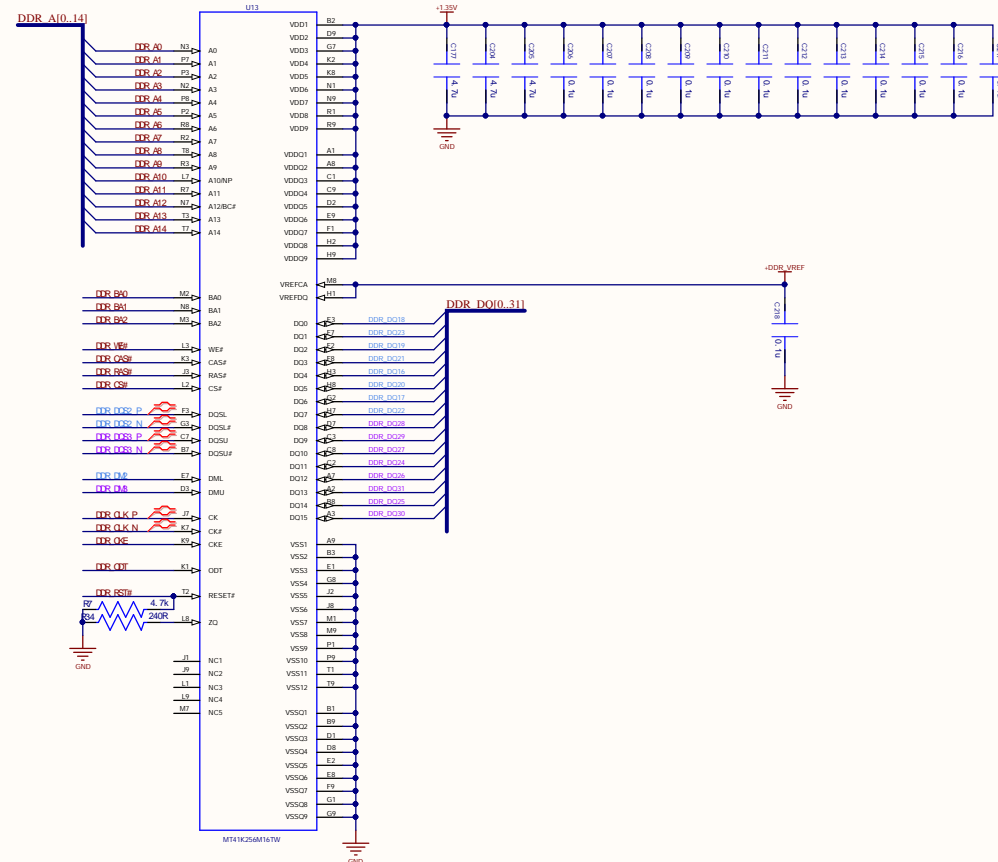 U13
+1.35V
DDR_A[0..14]
DDR_A0 N3 A0
DDR_A1 P7 A1
DDR_A2 P3 A2
DDR_A3 N2 A3
DDR_A4 P8 A4
DDR_A5 P2 A5
DDR_A6 R8 A6
DDR_A7 R2 A7
DDR_A8 T8 A8
DDR_A9 R3 A9
DDR_A10 L7 A10/NP
DDR_A11 R7 A11
DDR_A12 N7 A12/BC#
DDR_A13 T3 A13
DDR_A14 T7 A14
DDR_BA0 M2 BA0
DDR_BA1 N8 BA1
DDR_BA2 M3 BA2
DDR_WE# L3 WE#
DDR_CAS# K3 CAS#
DDR_RAS# J3 RAS#
DDR_CS# L2 CS#
DDR_DQS2_P F3 DQSL
DDR_DQS2_N G3 DQSL#
DDR_DQS3_P C7 DQSU
DDR_DQS3_N B7 DQSU#
DDR_DM2 E7 DML
DDR_DM3 D3 DMU
DDR_CLK_P J7 CK
DDR_CLK_N K7 CK#
DDR_CKE K9 CKE
DDR_ODT K1 ODT
DDR_RST# T2 RESET#
R7 4.7k
R34 240R L8 ZQ
GND
J1 NC1
J9 NC2
L1 NC3
L9 NC4
M7 NC5
VDD1 B2
VDD2 D9
VDD3 G7
VDD4 K2
VDD5 K8
VDD6 N1
VDD7 N9
VDD8 R1
VDD9 R9
VDDQ1 A1
VDDQ2 A8
VDDQ3 C1
VDDQ4 C9
VDDQ5 D2
VDDQ6 E9
VDDQ7 F1
VDDQ8 H2
VDDQ9 H9
VREFCA M8
VREFDQ H1
DDR_DQ[0..31]
DQ0 E3 DDR_DQ18
DQ1 F7 DDR_DQ23
DQ2 F2 DDR_DQ19
DQ3 F8 DDR_DQ21
DQ4 H3 DDR_DQ16
DQ5 H8 DDR_DQ20
DQ6 G2 DDR_DQ17
DQ7 H7 DDR_DQ22
DQ8 D7 DDR_DQ28
DQ9 C3 DDR_DQ29
DQ10 C8 DDR_DQ27
DQ11 C2 DDR_DQ24
DQ12 A7 DDR_DQ26
DQ13 A2 DDR_DQ31
DQ14 B8 DDR_DQ25
DQ15 A3 DDR_DQ30
VSS1 A9
VSS2 B3
VSS3 E1
VSS4 G8
VSS5 J2
VSS6 J8
VSS7 M1
VSS8 M9
VSS9 P1
VSS10 P9
VSS11 T1
VSS12 T9
VSSQ1 B1
VSSQ2 B9
VSSQ3 D1
VSSQ4 D8
VSSQ5 E2
VSSQ6 E8
VSSQ7 F9
VSSQ8 G1
VSSQ9 G9
GND
MT41K256M16TW
C204 4.7u
C205 4.7u
C206 0.1u
C207 0.1u
C208 0.1u
C209 0.1u
C210 0.1u
C211 0.1u
C212 0.1u
C213 0.1u
C214 0.1u
C215 0.1u
C216 0.1u
4.7u
GND
+DDR_VREF
C218 0.1u
GND